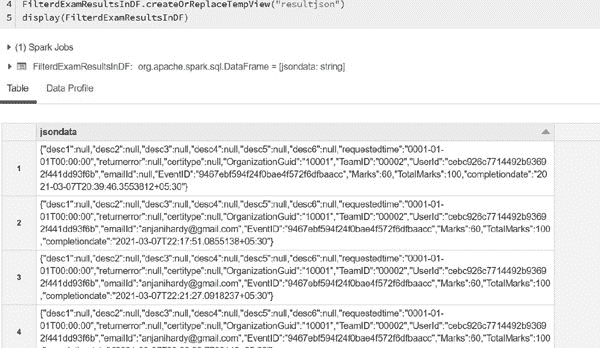 4 FilterdExamResultsInDF.createOrReplaceTempView("resultjson")
5 display(FilterdExamResultsInDF)
(1) Spark Jobs
FilterdExamResultsInDF: org.apache.spark.sql.DataFrame = [jsondata: string]
Table Data Profile
jsondata
{"desc1":null,"desc2":null,"desc3":null,"desc4":null,"desc5":null,"desc6":null,"requestedtime":"0001-01-
1 01T00:00:00","returnerror":null,"certitype":null,"OrganizationGuid":"10001","TeamID":"00002","UserId":"cebc926c7714492b9369
2f441dd93f6b","emailId":null,"EventID":"9467ebf594f24f0bae4f572f6dfbaacc","Marks":60,"TotalMarks":100,"completiondate":"202
1-03-07T20:39:46.3553812+05:30"}
{"desc1":null,"desc2":null,"desc3":null,"desc4":null,"desc5":null,"desc6":null,"requestedtime":"0001-01-
2 01T00:00:00","returnerror":null,"certitype":null,"OrganizationGuid":"10001","TeamID":"00002","UserId":"cebc926c7714492b9369
2f441dd93f6b","emailId":"anjanihardy@gmail.com","EventID":"9467ebf594f24f0bae4f572f6dfbaacc","Marks":60,"TotalMarks":100
,"completiondate":"2021-03-07T22:17:51.0855138+05:30"}
{"desc1":null,"desc2":null,"desc3":null,"desc4":null,"desc5":null,"desc6":null,"requestedtime":"0001-01-
3 01T00:00:00","returnerror":null,"certitype":null,"OrganizationGuid":"10001","TeamID":"00002","UserId":"cebc926c7714492b9369
2f441dd93f6b","emailId":"anjanihardy@gmail.com","EventID":"9467ebf594f24f0bae4f572f6dfbaacc","Marks":60,"TotalMarks":100
,"completiondate":"2021-03-07T22:21:27.0918237+05:30"}
{"desc1":null,"desc2":null,"desc3":null,"desc4":null,"desc5":null,"desc6":null,"requestedtime":"0001-01-
4 01T00:00:00","returnerror":null,"certitype":null,"OrganizationGuid":"10001","TeamID":"00002","UserId":"cebc926c7714492b9369
2f441dd93f6b","emailId":"anjanihardy@gmail.com","EventID":"9467ebf594f24f0bae4f572f6dfbaacc","Marks":60,"TotalMarks":100